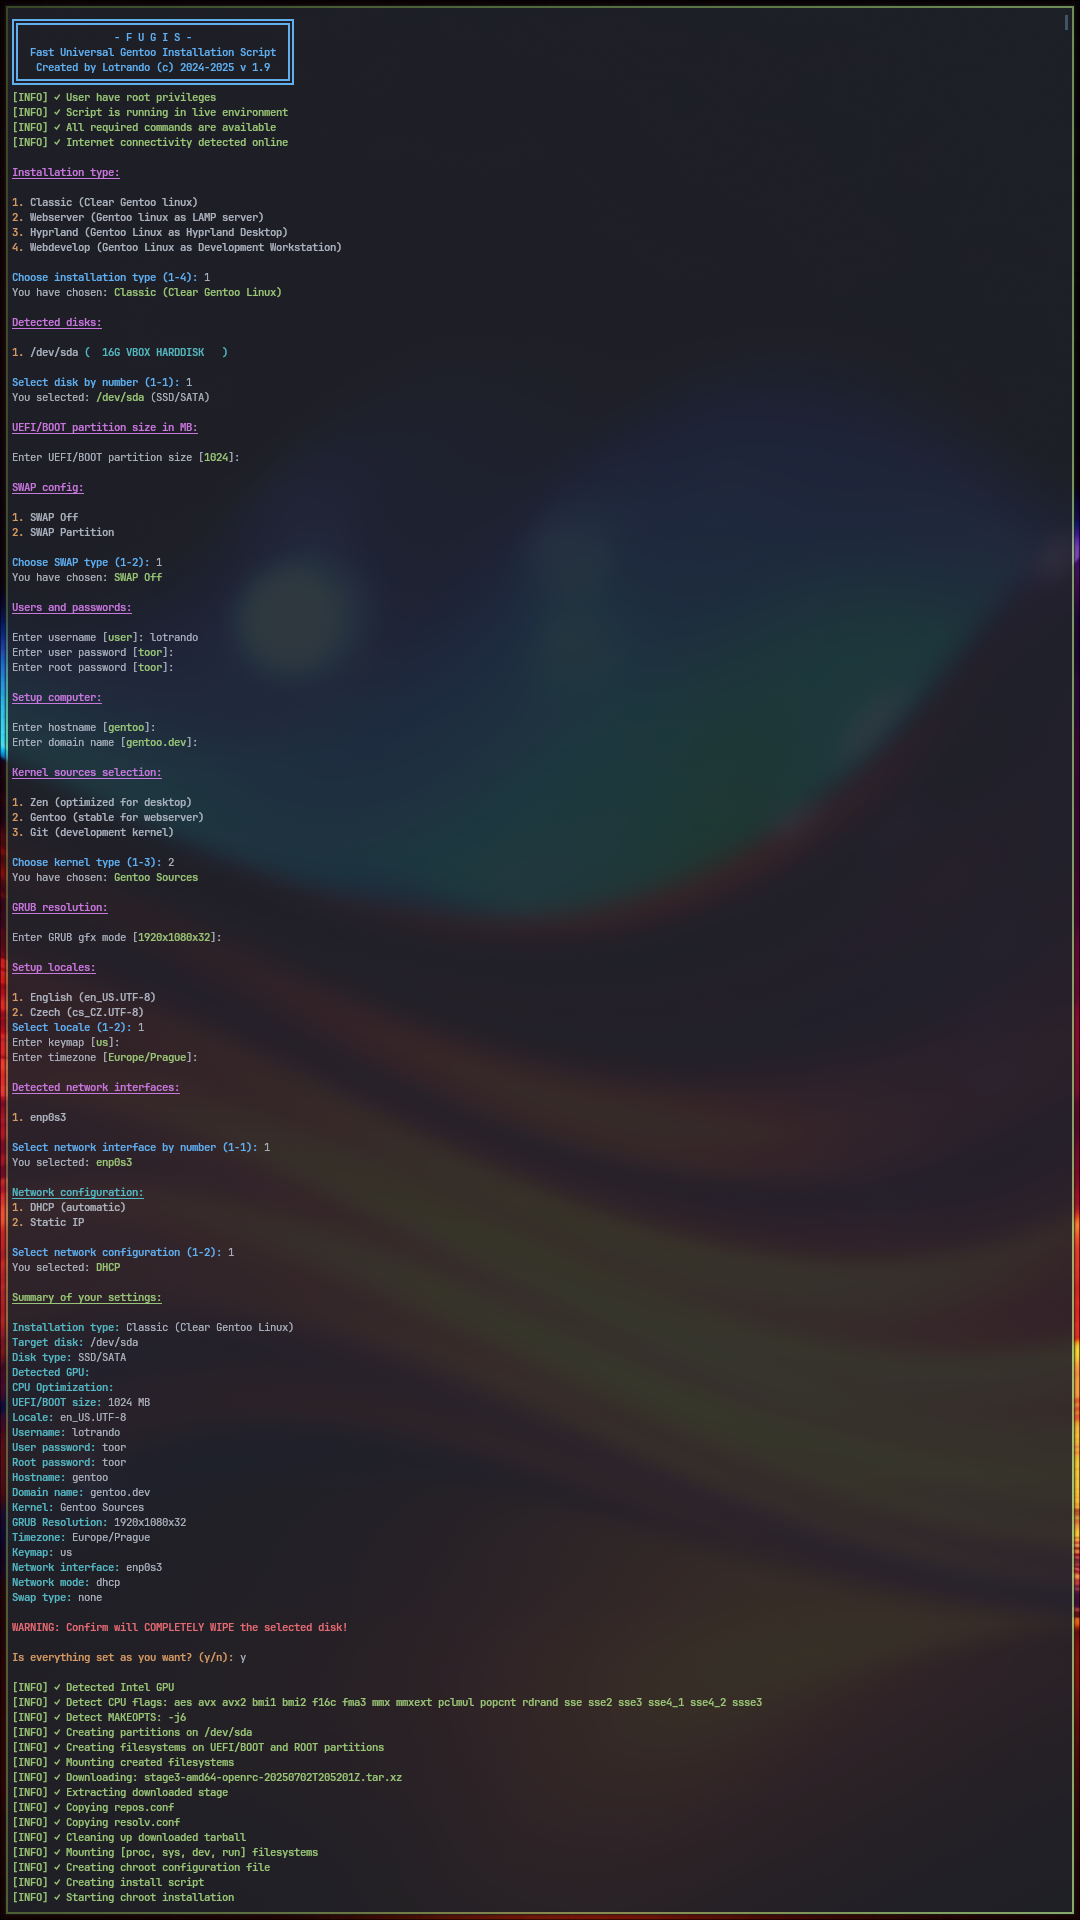 - F U G I S -
Fast Universal Gentoo Installation Script
Created by Lotrando (c) 2024-2025 v 1.9
[INFO] ✓ User have root privileges
[INFO] ✓ Script is running in live environment
[INFO] ✓ All required commands are available
[INFO] ✓ Internet connectivity detected online
Installation type:
1. Classic (Clear Gentoo linux)
2. Webserver (Gentoo linux as LAMP server)
3. Hyprland (Gentoo Linux as Hyprland Desktop)
4. Webdevelop (Gentoo Linux as Development Workstation)
Choose installation type (1-4): 1
You have chosen: Classic (Clear Gentoo Linux)
Detected disks:
1. /dev/sda (  16G VBOX HARDDISK   )
Select disk by number (1-1): 1
You selected: /dev/sda (SSD/SATA)
UEFI/BOOT partition size in MB:
Enter UEFI/BOOT partition size [1024]:
SWAP config:
1. SWAP Off
2. SWAP Partition
Choose SWAP type (1-2): 1
You have chosen: SWAP Off
Users and passwords:
Enter username [user]: lotrando
Enter user password [toor]:
Enter root password [toor]:
Setup computer:
Enter hostname [gentoo]:
Enter domain name [gentoo.dev]:
Kernel sources selection:
1. Zen (optimized for desktop)
2. Gentoo (stable for webserver)
3. Git (development kernel)
Choose kernel type (1-3): 2
You have chosen: Gentoo Sources
GRUB resolution:
Enter GRUB gfx mode [1920x1080x32]:
Setup locales:
1. English (en_US.UTF-8)
2. Czech (cs_CZ.UTF-8)
Select locale (1-2): 1
Enter keymap [us]:
Enter timezone [Europe/Prague]:
Detected network interfaces:
1. enp0s3
Select network interface by number (1-1): 1
You selected: enp0s3
Network configuration:
1. DHCP (automatic)
2. Static IP
Select network configuration (1-2): 1
You selected: DHCP
Summary of your settings:
Installation type: Classic (Clear Gentoo Linux)
Target disk: /dev/sda
Disk type: SSD/SATA
Detected GPU:
CPU Optimization:
UEFI/BOOT size: 1024 MB
Locale: en_US.UTF-8
Username: lotrando
User password: toor
Root password: toor
Hostname: gentoo
Domain name: gentoo.dev
Kernel: Gentoo Sources
GRUB Resolution: 1920x1080x32
Timezone: Europe/Prague
Keymap: us
Network interface: enp0s3
Network mode: dhcp
Swap type: none
WARNING: Confirm will COMPLETELY WIPE the selected disk!
Is everything set as you want? (y/n): y
[INFO] ✓ Detected Intel GPU
[INFO] ✓ Detect CPU flags: aes avx avx2 bmi1 bmi2 f16c fma3 mmx mmxext pclmul popcnt rdrand sse sse2 sse3 sse4_1 sse4_2 ssse3
[INFO] ✓ Detect MAKEOPTS: -j6
[INFO] ✓ Creating partitions on /dev/sda
[INFO] ✓ Creating filesystems on UEFI/BOOT and ROOT partitions
[INFO] ✓ Mounting created filesystems
[INFO] ✓ Downloading: stage3-amd64-openrc-20250702T205201Z.tar.xz
[INFO] ✓ Extracting downloaded stage
[INFO] ✓ Copying repos.conf
[INFO] ✓ Copying resolv.conf
[INFO] ✓ Cleaning up downloaded tarball
[INFO] ✓ Mounting [proc, sys, dev, run] filesystems
[INFO] ✓ Creating chroot configuration file
[INFO] ✓ Creating install script
[INFO] ✓ Starting chroot installation